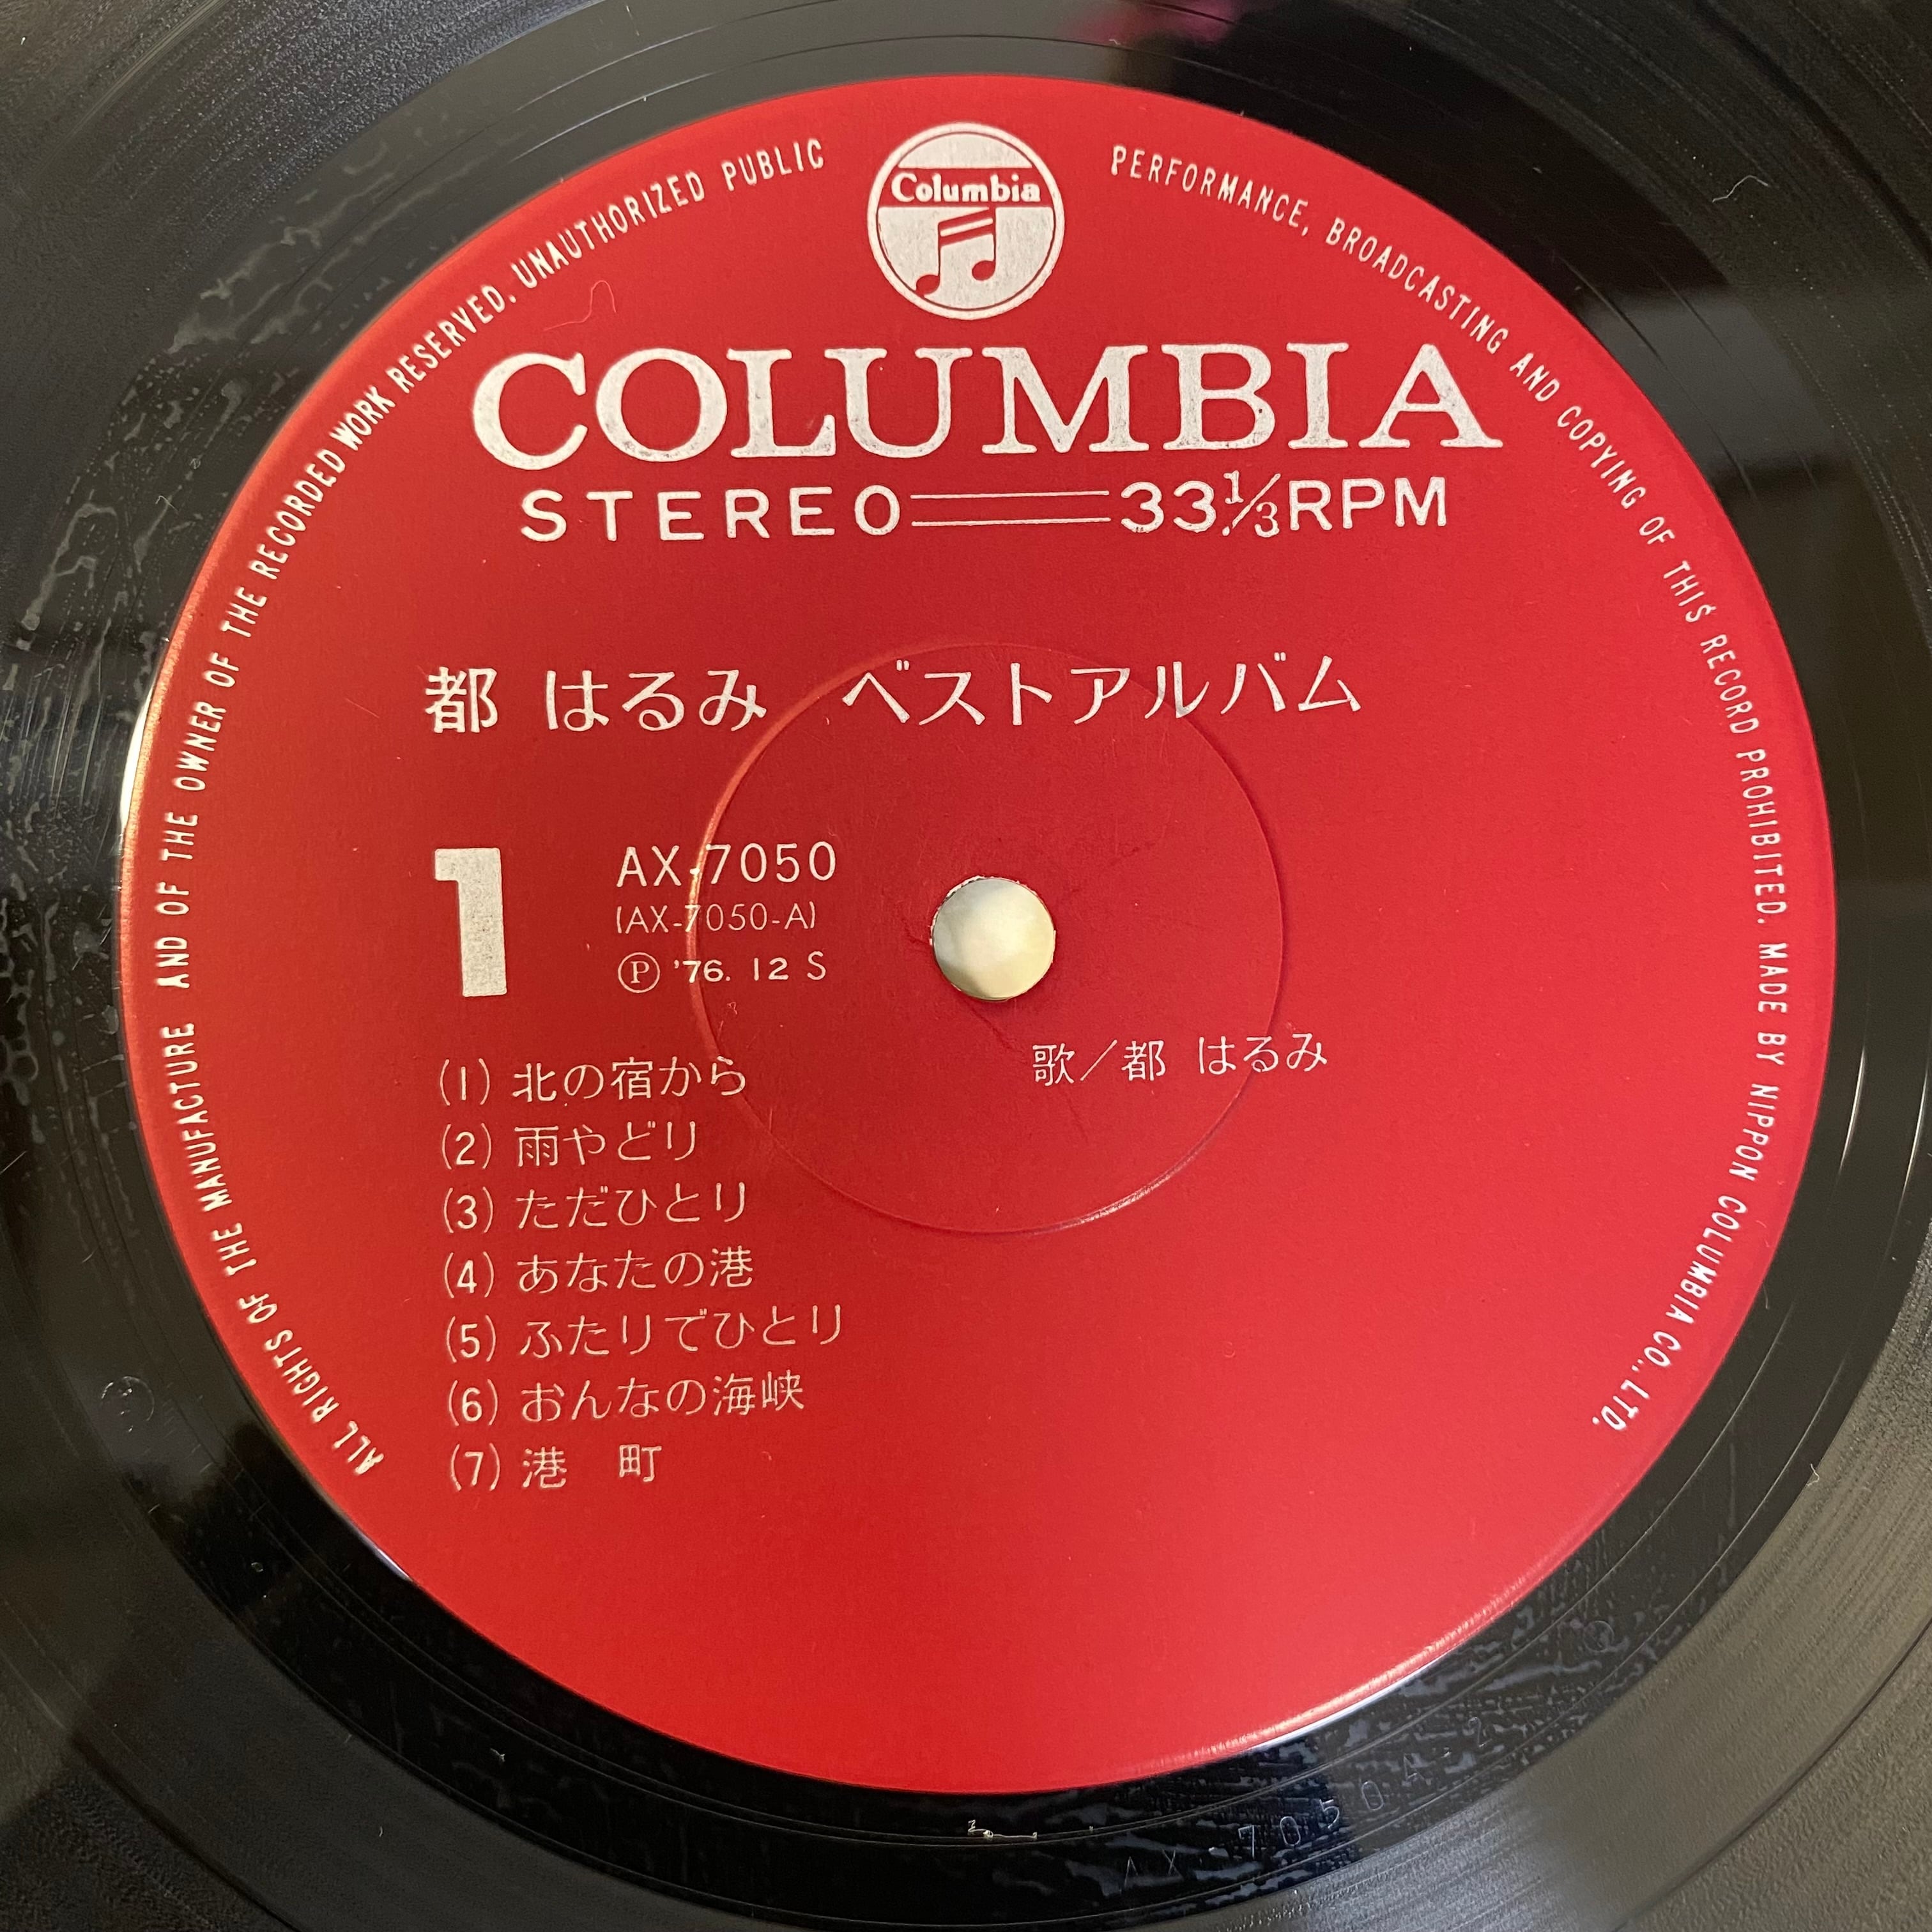 ALL RIGHTS OF THE MANUFACTURE AND OF THE OWNER OF THE RECORDED WORK RESERVED. UNAUTHORIZED PUBLIC PERFORMANCE, BROADCASTING AND COPYING OF THIS RECORD PROHIBITED. MADE BY NIPPON COLUMBIA CO., LTD.
Columbia
COLUMBIA
STEREO 33⅓RPM
都 はるみ ベストアルバム
1
AX-7050
(AX-7050-A)
Ⓟ '76. 12 S
歌／都 はるみ
(1) 北の宿から
(2) 雨やどり
(3) ただひとり
(4) あなたの港
(5) ふたりでひとり
(6) おんなの海峡
(7) 港 町
AX-7050A-2